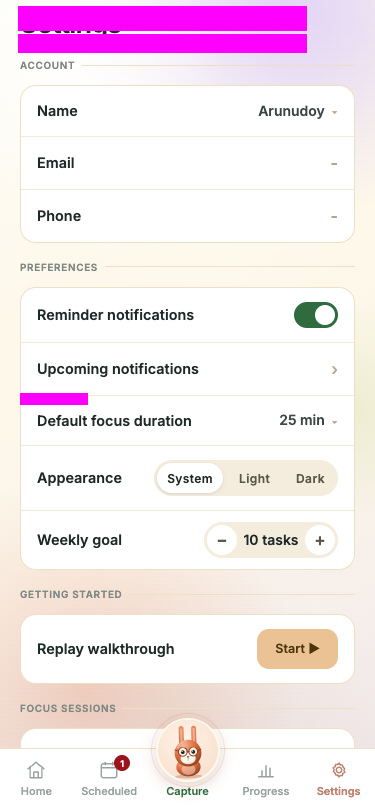 ACCOUNT
Name Arunudoy
Email -
Phone -
PREFERENCES
Reminder notifications
Upcoming notifications
Default focus duration 25 min
Appearance System Light Dark
Weekly goal − 10 tasks +
GETTING STARTED
Replay walkthrough Start ▶
FOCUS SESSIONS
1
Home Scheduled Capture Progress Settings